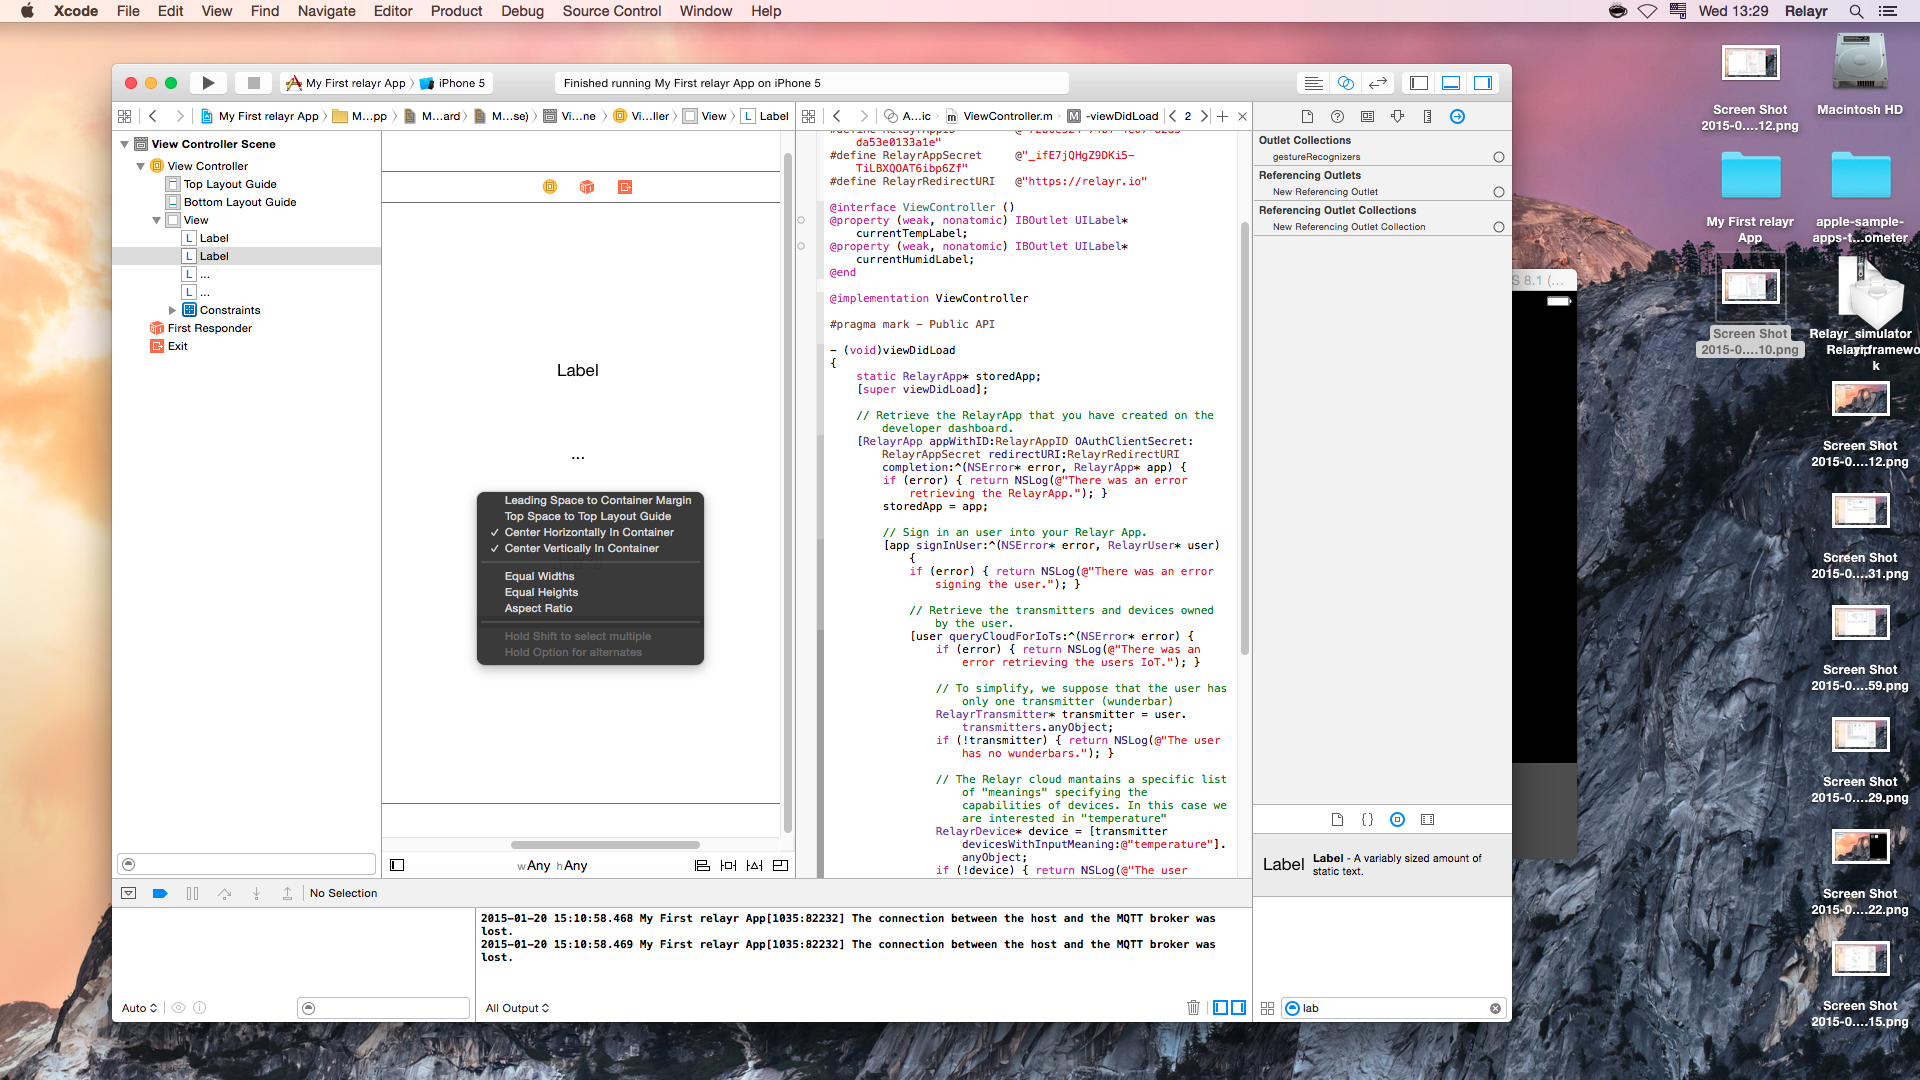 Xcode File Edit View Find Navigate Editor Product Debug Source Control Window Help
Wed 13:29 Relayr
My First relayr App iPhone 5
Finished running My First relayr App on iPhone 5
My First relayr App M...pp M...ard M...se) Vi...ne Vi...ller View L Label
A...ic m ViewController.m M -viewDidLoad 2
View Controller Scene
View Controller
Top Layout Guide
Bottom Layout Guide
View
L Label
L Label
L ...
L ...
Constraints
First Responder
Exit
Label
...
Leading Space to Container Margin
Top Space to Top Layout Guide
✓ Center Horizontally In Container
✓ Center Vertically In Container
Equal Widths
Equal Heights
Aspect Ratio
Hold Shift to select multiple
Hold Option for alternates
wAny hAny
da53e0133a1e"
#define RelayrAppSecret @"_ifE7jQHgZ9DKi5-
TiLBXQOAT6ibp6Zf"
#define RelayrRedirectURI @"https://relayr.io"
@interface ViewController ()
@property (weak, nonatomic) IBOutlet UILabel*
currentTempLabel;
@property (weak, nonatomic) IBOutlet UILabel*
currentHumidLabel;
@end
@implementation ViewController
#pragma mark - Public API
- (void)viewDidLoad
{
static RelayrApp* storedApp;
[super viewDidLoad];
// Retrieve the RelayrApp that you have created on the
developer dashboard.
[RelayrApp appWithID:RelayrAppID OAuthClientSecret:
RelayrAppSecret redirectURI:RelayrRedirectURI
completion:^(NSError* error, RelayrApp* app) {
if (error) { return NSLog(@"There was an error
retrieving the RelayrApp."); }
storedApp = app;
// Sign in an user into your Relayr App.
[app signInUser:^(NSError* error, RelayrUser* user)
{
if (error) { return NSLog(@"There was an error
signing the user."); }
// Retrieve the transmitters and devices owned
by the user.
[user queryCloudForIoTs:^(NSError* error) {
if (error) { return NSLog(@"There was an
error retrieving the users IoT."); }
// To simplify, we suppose that the user has
only one transmitter (wunderbar)
RelayrTransmitter* transmitter = user.
transmitters.anyObject;
if (!transmitter) { return NSLog(@"The user
has no wunderbars."); }
// The Relayr cloud mantains a specific list
of "meanings" specifying the
capabilities of devices. In this case we
are interested in "temperature"
RelayrDevice* device = [transmitter
devicesWithInputMeaning:@"temperature"].
anyObject;
if (!device) { return NSLog(@"The user
Outlet Collections
gestureRecognizers
Referencing Outlets
New Referencing Outlet
Referencing Outlet Collections
New Referencing Outlet Collection
{}
Label Label - A variably sized amount of
static text.
lab
No Selection
2015-01-20 15:10:58.468 My First relayr App[1035:82232] The connection between the host and the MQTT broker was
lost.
2015-01-20 15:10:58.469 My First relayr App[1035:82232] The connection between the host and the MQTT broker was
lost.
Auto
All Output
S 8.1 (...
Screen Shot
2015-0....12.png
Macintosh HD
My First relayr
App
apple-sample-
apps-t...ometer
Screen Shot
2015-0....10.png
Relayr_simulator
Screen Shot
2015-0....12.png
Screen Shot
2015-0....31.png
Screen Shot
2015-0....59.png
Screen Shot
2015-0....29.png
Screen Shot
2015-0....22.png
Screen Shot
2015-0....15.png